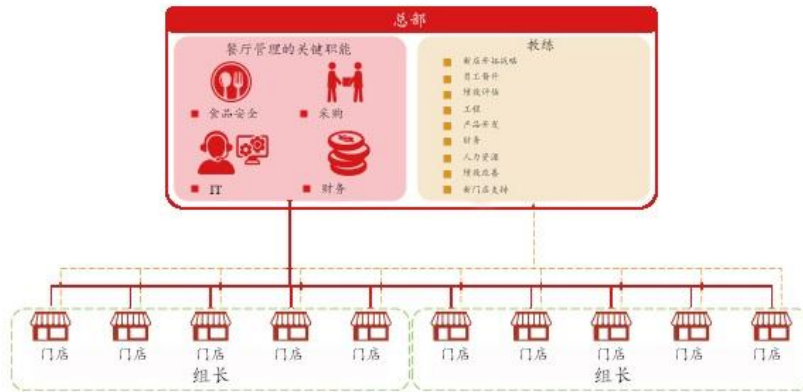 总部
餐厅管理的关键职能
食品安全
采购
IT
财务
教练
新店开拓战略
员工晋升
绩效评估
工程
产品开发
财务
人力资源
绩效改善
新门店支持
门店 门店 门店 门店 门店 门店 门店 门店 门店 门店
组长 组长